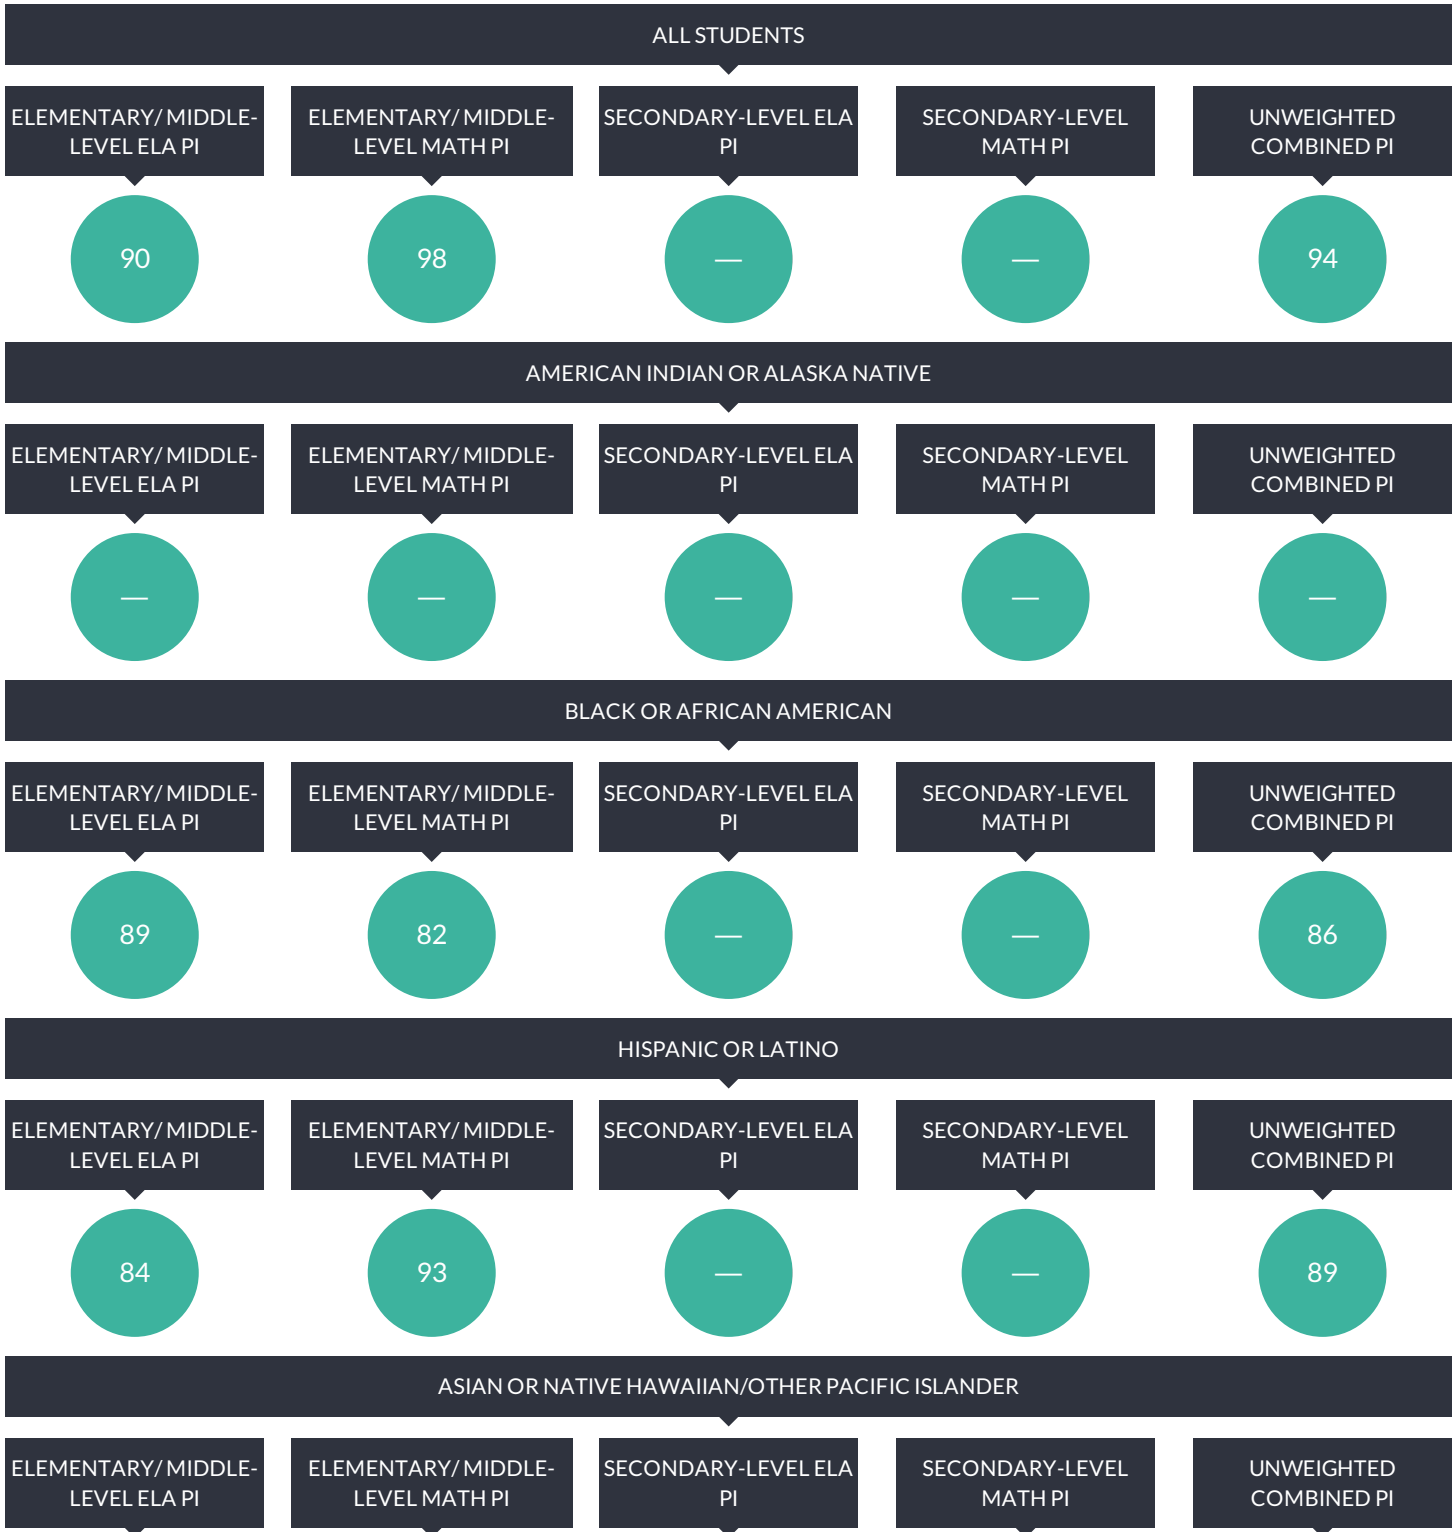 ALL STUDENTS
ELEMENTARY/ MIDDLE-
LEVEL ELA PI
ELEMENTARY/ MIDDLE-
LEVEL MATH PI
SECONDARY-LEVEL ELA
PI
SECONDARY-LEVEL
MATH PI
UNWEIGHTED
COMBINED PI
90
98
—
—
94
AMERICAN INDIAN OR ALASKA NATIVE
ELEMENTARY/ MIDDLE-
LEVEL ELA PI
ELEMENTARY/ MIDDLE-
LEVEL MATH PI
SECONDARY-LEVEL ELA
PI
SECONDARY-LEVEL
MATH PI
UNWEIGHTED
COMBINED PI
—
—
—
—
—
BLACK OR AFRICAN AMERICAN
ELEMENTARY/ MIDDLE-
LEVEL ELA PI
ELEMENTARY/ MIDDLE-
LEVEL MATH PI
SECONDARY-LEVEL ELA
PI
SECONDARY-LEVEL
MATH PI
UNWEIGHTED
COMBINED PI
89
82
—
—
86
HISPANIC OR LATINO
ELEMENTARY/ MIDDLE-
LEVEL ELA PI
ELEMENTARY/ MIDDLE-
LEVEL MATH PI
SECONDARY-LEVEL ELA
PI
SECONDARY-LEVEL
MATH PI
UNWEIGHTED
COMBINED PI
84
93
—
—
89
ASIAN OR NATIVE HAWAIIAN/OTHER PACIFIC ISLANDER
ELEMENTARY/ MIDDLE-
LEVEL ELA PI
ELEMENTARY/ MIDDLE-
LEVEL MATH PI
SECONDARY-LEVEL ELA
PI
SECONDARY-LEVEL
MATH PI
UNWEIGHTED
COMBINED PI